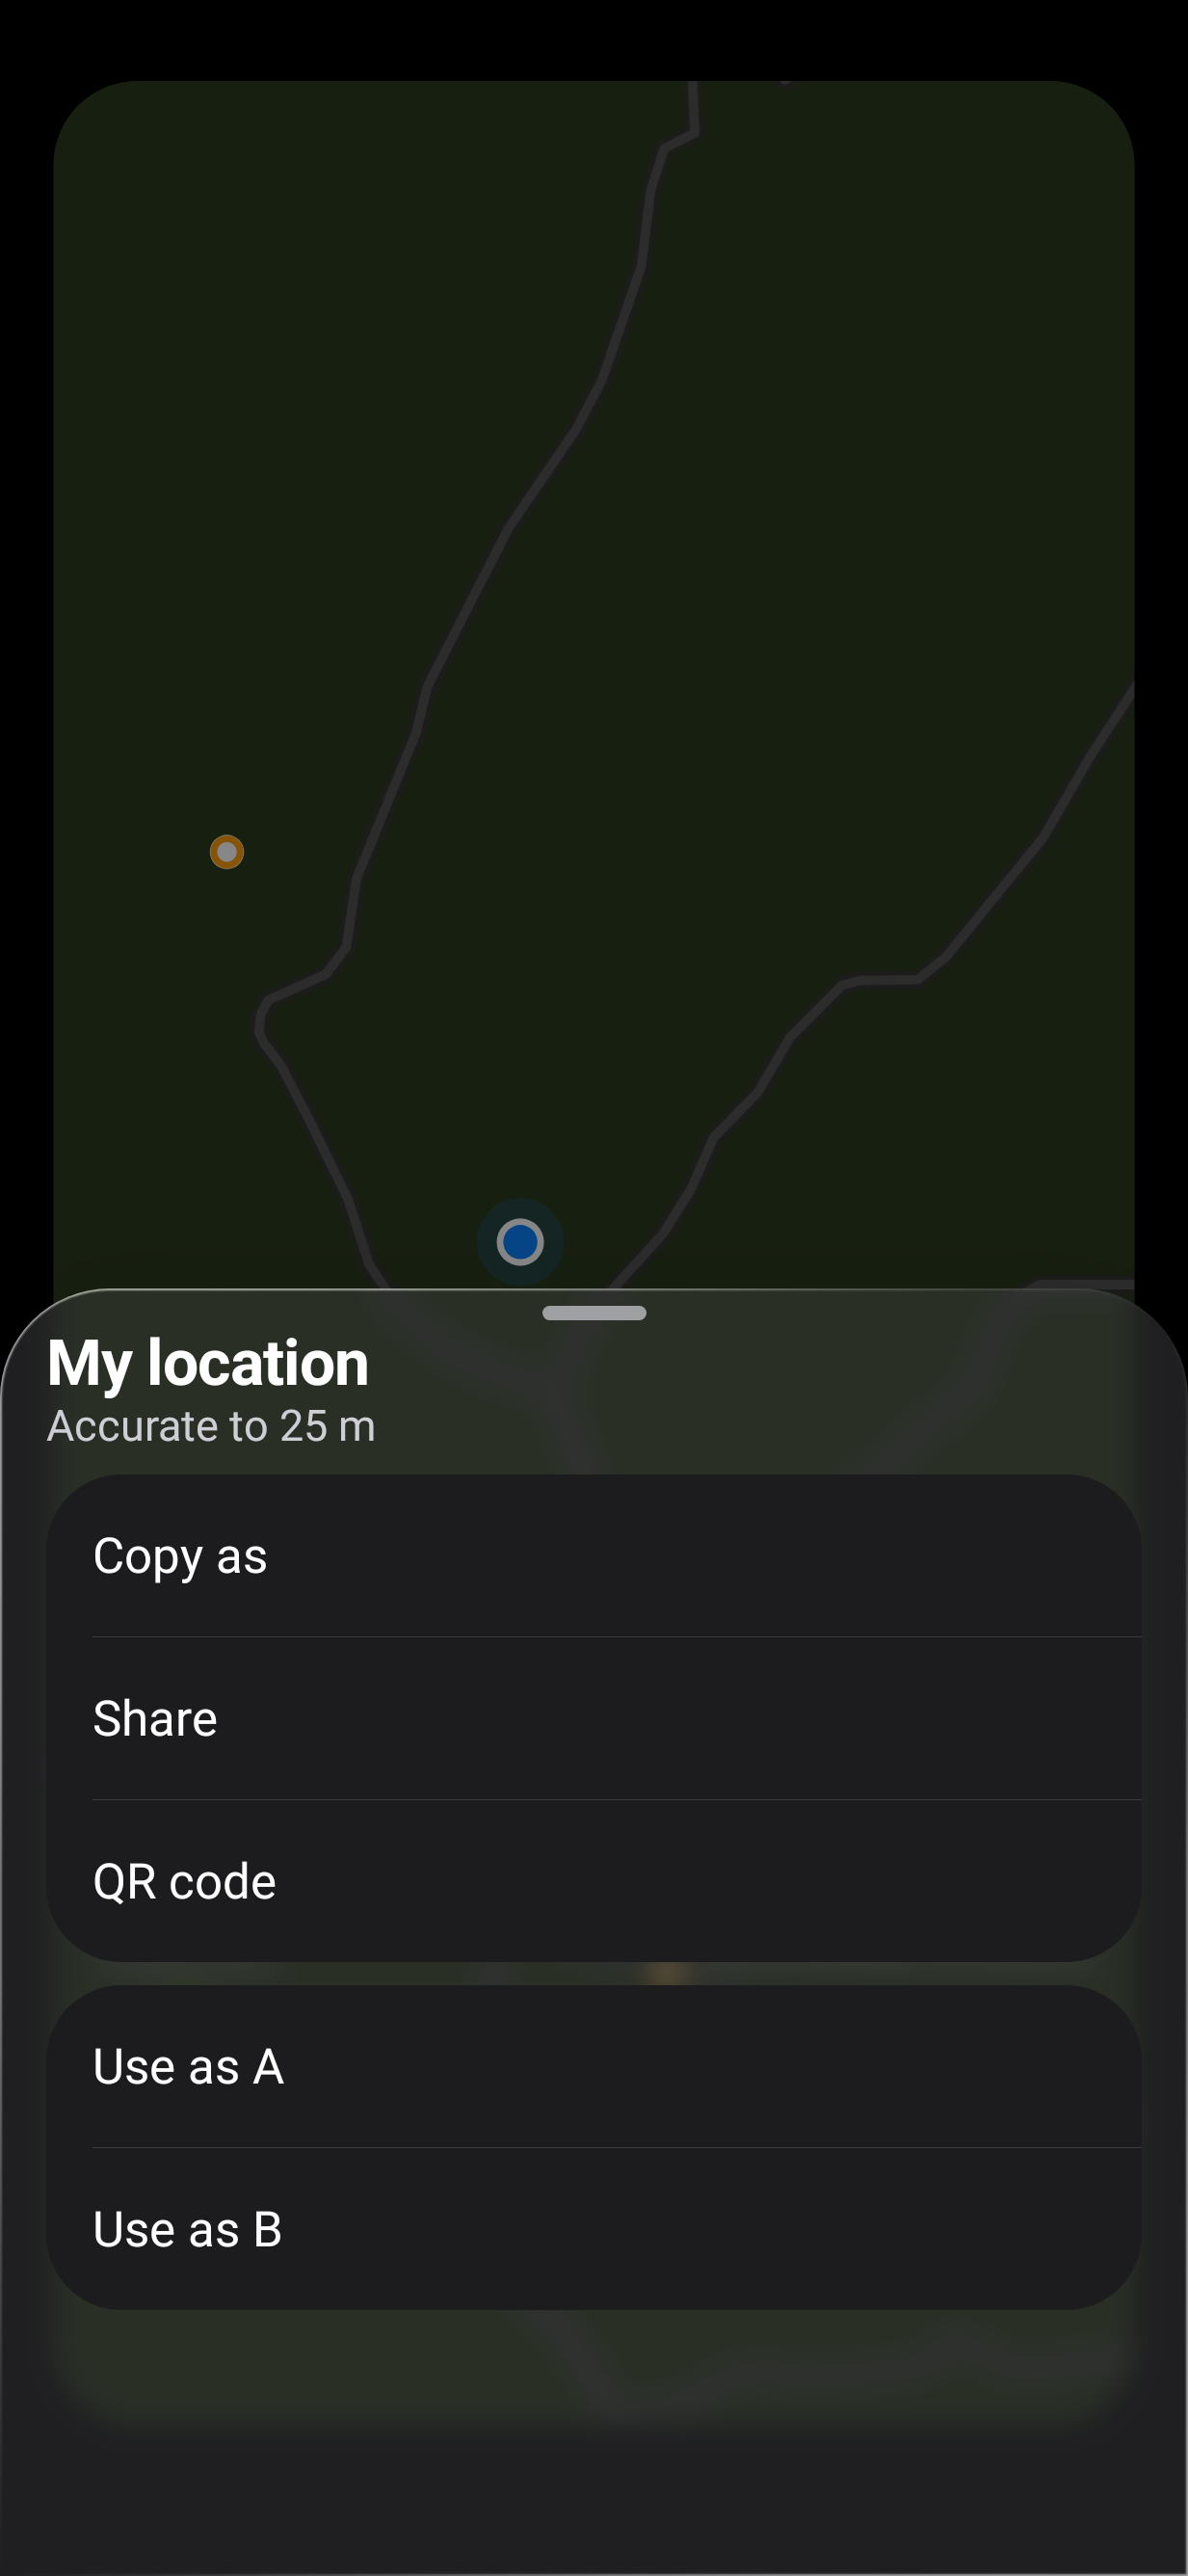 My location
Accurate to 25 m
Copy as
Share
QR code
Use as A
Use as B